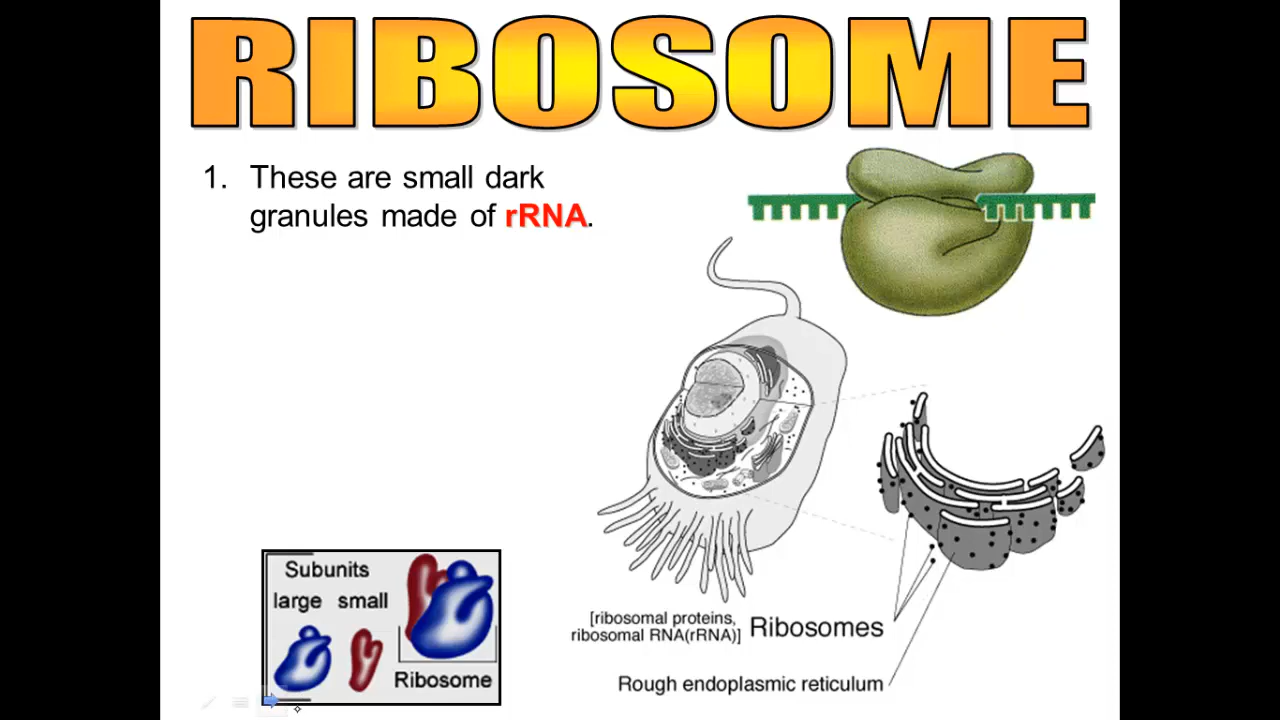 RIBOSOME
1. These are small dark
granules made of rRNA.
Subunits
large small
Ribosome
[ribosomal proteins,
ribosomal RNA(rRNA)]
Ribosomes
Rough endoplasmic reticulum